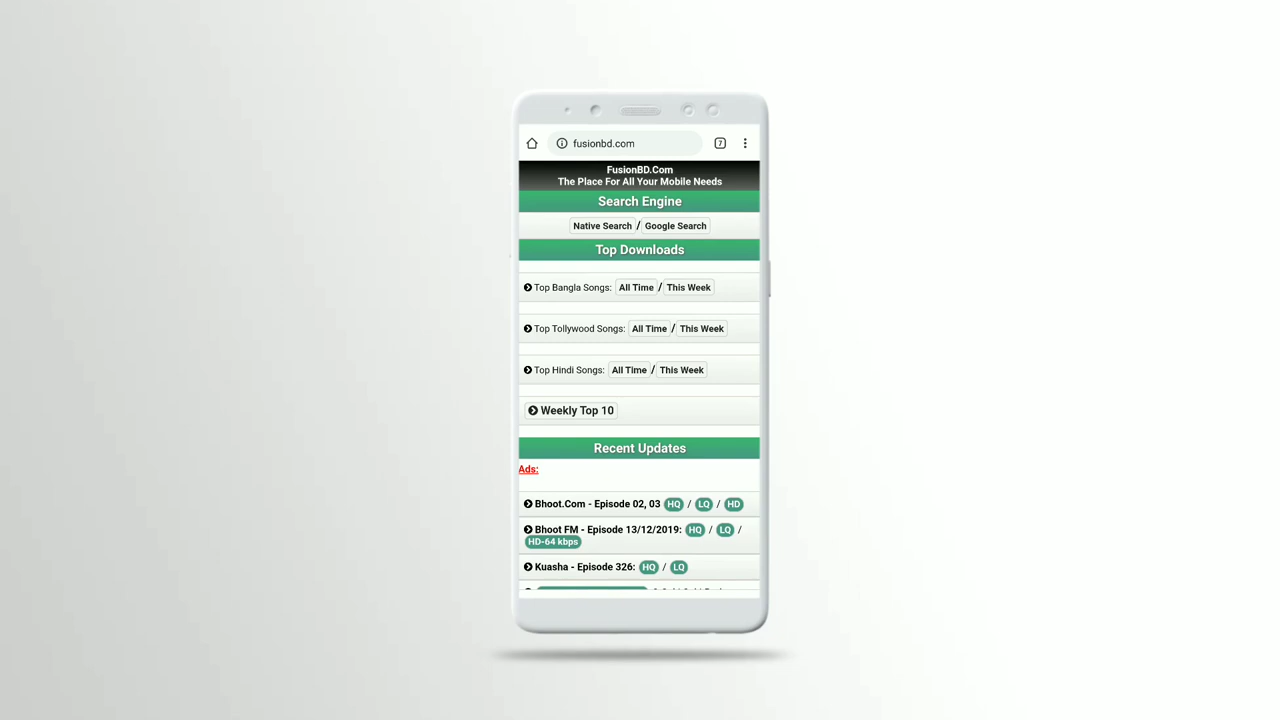 fusionbd.com
7
FusionBD.Com
The Place For All Your Mobile Needs
Search Engine
Native Search / Google Search
Top Downloads
Top Bangla Songs: All Time / This Week
Top Tollywood Songs: All Time / This Week
Top Hindi Songs: All Time / This Week
Weekly Top 10
Recent Updates
Ads:
Bhoot.Com - Episode 02, 03 HQ / LQ / HD
Bhoot FM - Episode 13/12/2019: HQ / LQ /
HD-64 kbps
Kuasha - Episode 326: HQ / LQ